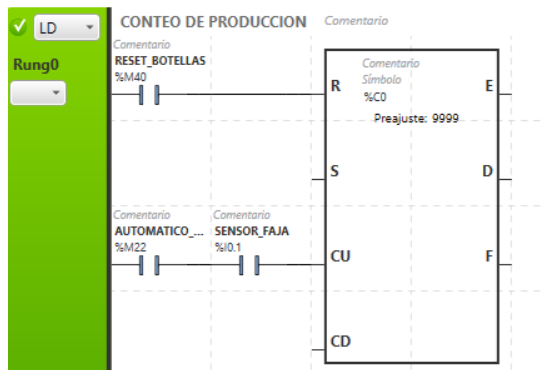 LD
CONTEO DE PRODUCCION Comentario
Rung0
Comentario
RESET_BOTELLAS
%M40
Comentario
Símbolo
%C0
Preajuste: 9999
R E
S D
Comentario Comentario
AUTOMATICO_... SENSOR_FAJA
%M22 %I0.1
CU F
CD